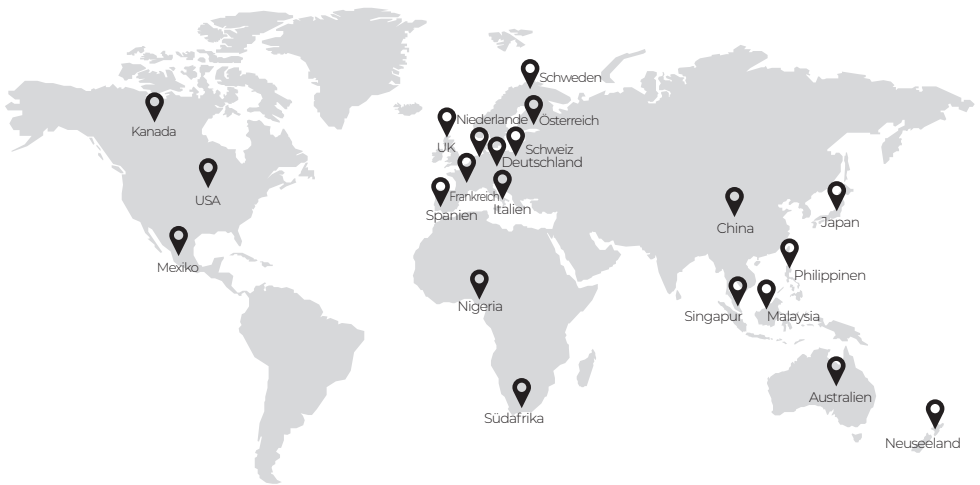 Schweden
Kanada
Niederlande
Österreich
UK
Schweiz
Deutschland
USA
Frankreich
Italien
Spanien
Japan
China
Mexiko
Philippinen
Nigeria
Singapur
Malaysia
Australien
Südafrika
Neuseeland